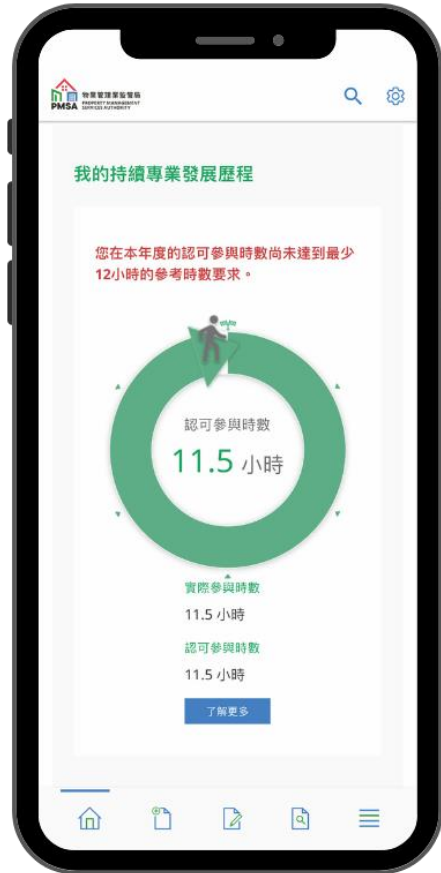 物業管理業監管局
PMSA
PROPERTY MANAGEMENT
SERVICES AUTHORITY
我的持續專業發展歷程
您在本年度的認可參與時數尚未達到最少
12小時的參考時數要求。
認可參與時數
11.5 小時
實際參與時數
11.5 小時
認可參與時數
11.5 小時
了解更多